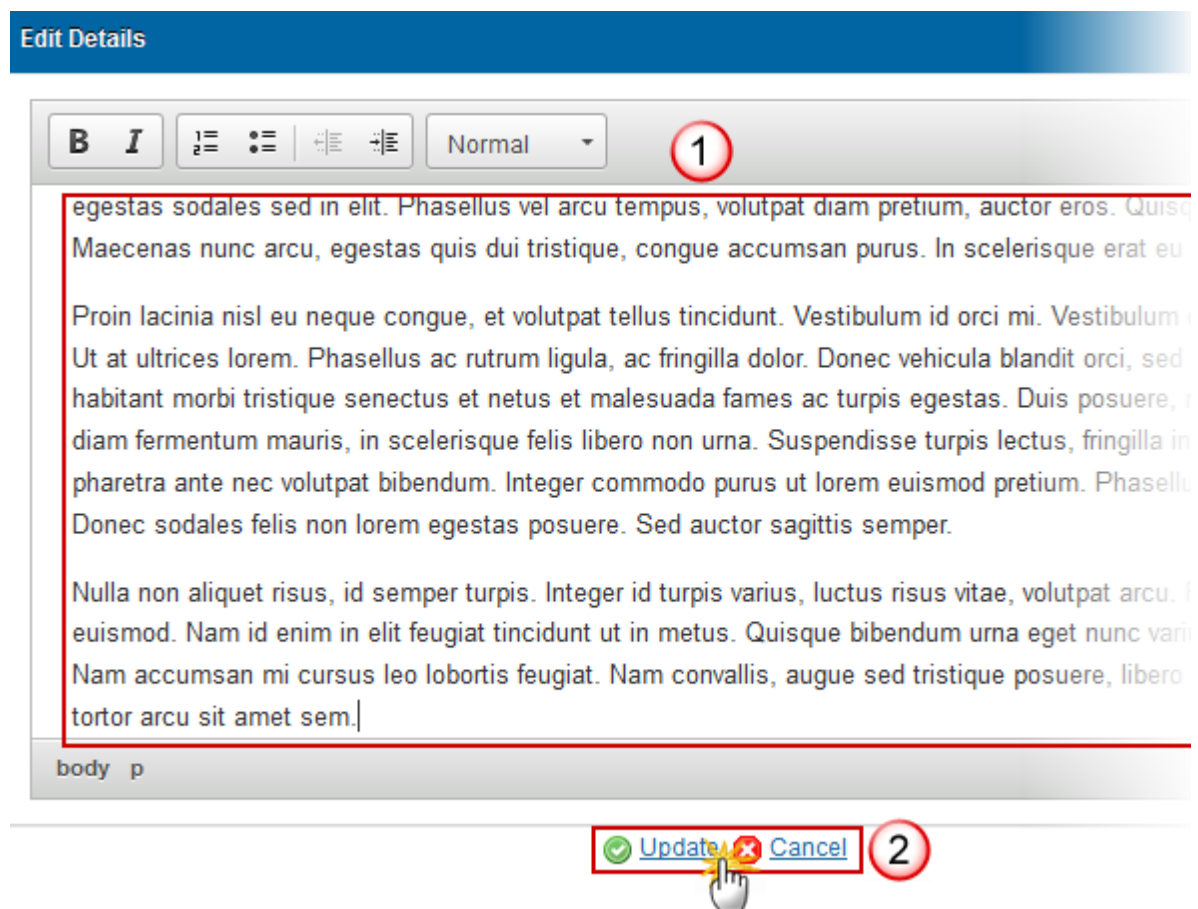 Edit Details
B I Normal
1
egestas sodales sed in elit. Phasellus vel arcu tempus, volutpat diam pretium, auctor eros.
Maecenas nunc arcu, egestas quis dui tristique, congue accumsan purus. In scelerisque erat eu
Proin lacinia nisl eu neque congue, et volutpat tellus tincidunt. Vestibulum id orci mi. Vestibulum
Ut at ultrices lorem. Phasellus ac rutrum ligula, ac fringilla dolor. Donec vehicula blandit orci, sed
habitant morbi tristique senectus et netus et malesuada fames ac turpis egestas. Duis posuere,
diam fermentum mauris, in scelerisque felis libero non urna. Suspendisse turpis lectus, fringilla in
pharetra ante nec volutpat bibendum. Integer commodo purus ut lorem euismod pretium.
Donec sodales felis non lorem egestas posuere. Sed auctor sagittis semper.
Nulla non aliquet risus, id semper turpis. Integer id turpis varius, luctus risus vitae, volutpat arcu.
euismod. Nam id enim in elit feugiat tincidunt ut in metus. Quisque bibendum urna eget nunc
Nam accumsan mi cursus leo lobortis feugiat. Nam convallis, augue sed tristique posuere, libero
tortor arcu sit amet sem.
body p
Update Cancel 2